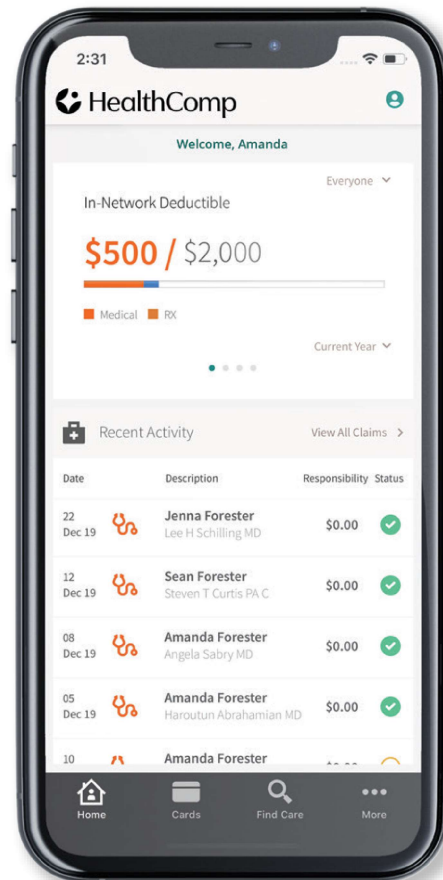 2:31
HealthComp
Welcome, Amanda
Everyone
In-Network Deductible
$500 / $2,000
Medical RX
Current Year
Recent Activity View All Claims >
Date Description Responsibility Status
22 Dec 19 Jenna Forester Lee H Schilling MD $0.00
12 Dec 19 Sean Forester Steven T Curtis PA C $0.00
08 Dec 19 Amanda Forester Angela Sabry MD $0.00
05 Dec 19 Amanda Forester Haroutun Abrahamian MD $0.00
10 Amanda Forester
Home Cards Find Care More